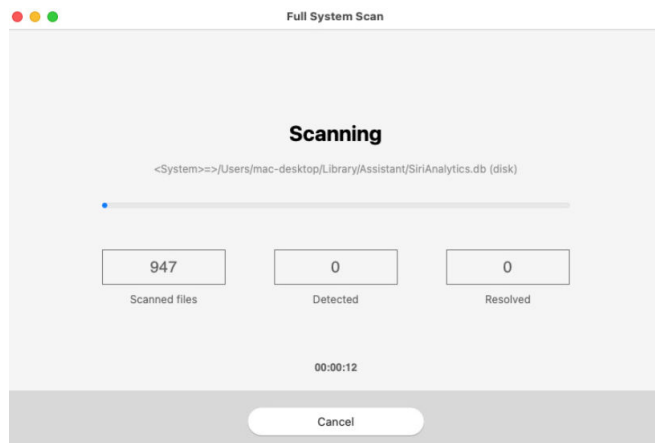 Full System Scan
Scanning
<System>=>/Users/mac-desktop/Library/Assistant/SiriAnalytics.db (disk)
947
0
0
Scanned files
Detected
Resolved
00:00:12
Cancel